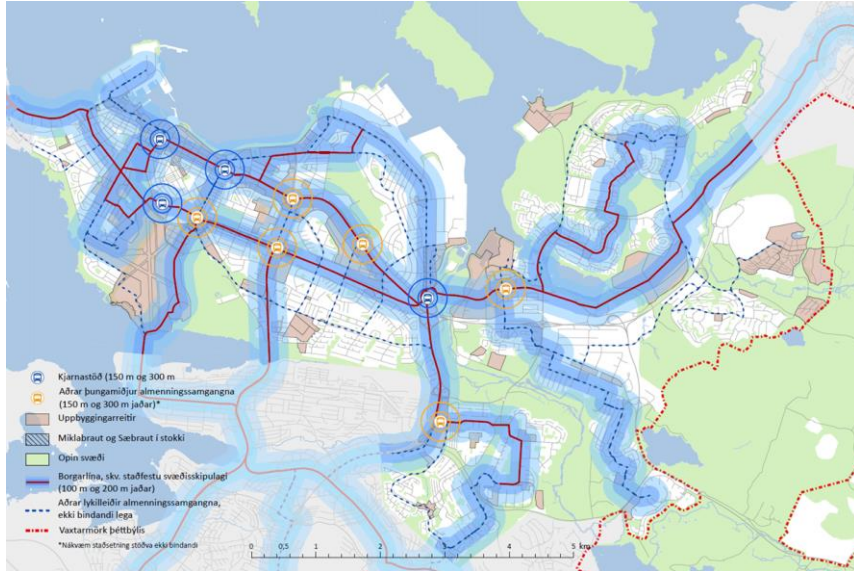 Kjarnastöð (150 m og 300 m
Aðrar þungamiðjur almenningssamgangna
(150 m og 300 m jaðar)*
Uppbyggingarreitir
Miklabraut og Sæbraut í stokki
Opin svæði
Borgarlína, skv. staðfestu svæðisskipulagi
(100 m og 200 m jaðar)
Aðrar lykilleiðir almenningssamgangna,
ekki bindandi lega
Vaxtarmörk þéttbýlis
*Nákvæm staðsetning stöðva ekki bindandi
0 0,5 1 2 3 4 5 km